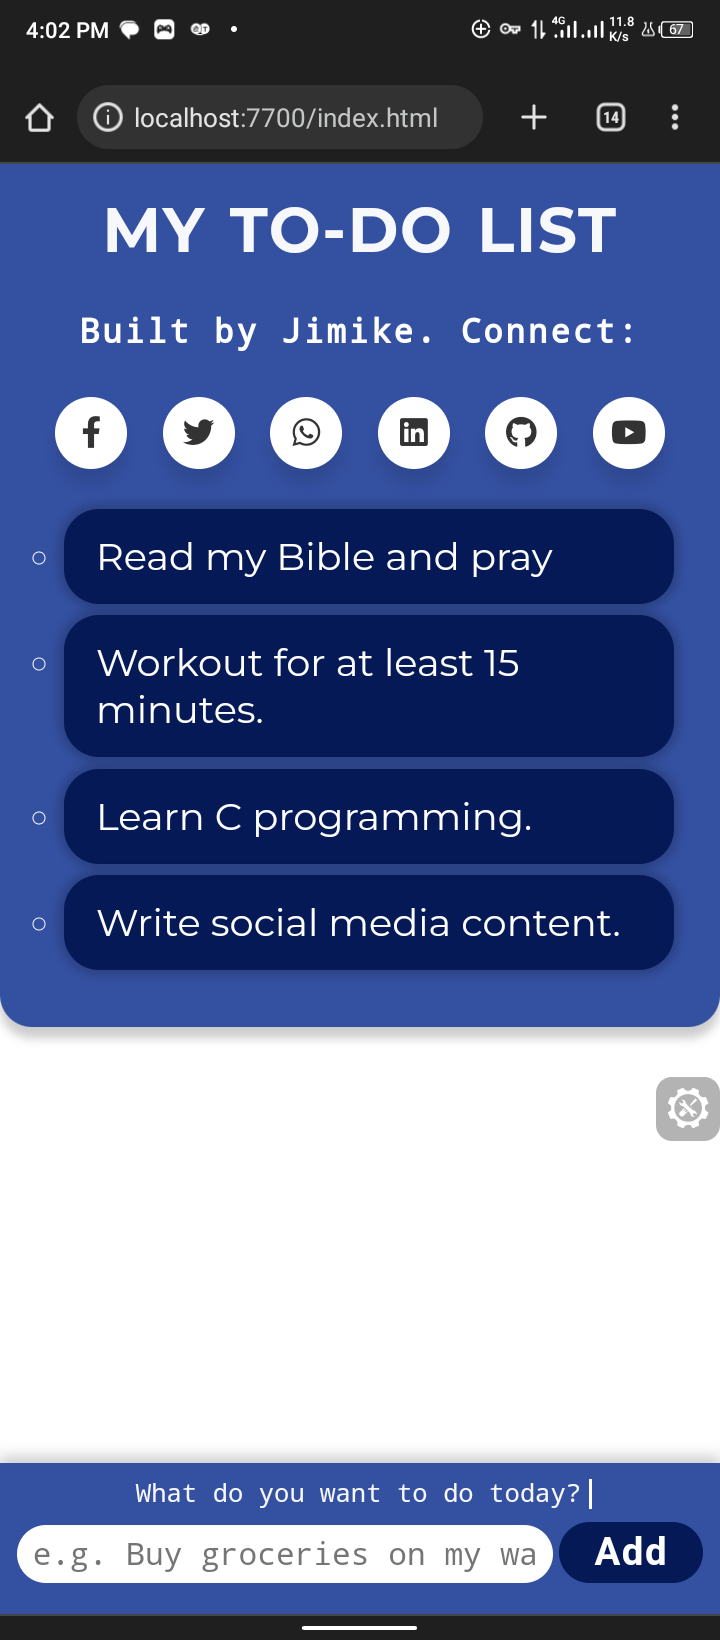 4:02 PM
4G 11.8 K/s 67
localhost:7700/index.html
14
MY TO-DO LIST
Built by Jimike. Connect:
Read my Bible and pray
Workout for at least 15
minutes.
Learn C programming.
Write social media content.
What do you want to do today?
e.g. Buy groceries on my wa
Add